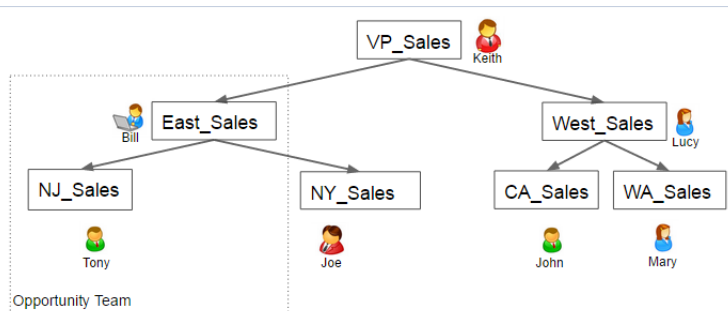 VP_Sales
Keith
East_Sales
Bill
West_Sales
Lucy
NJ_Sales
NY_Sales
CA_Sales
WA_Sales
Tony
Joe
John
Mary
Opportunity Team